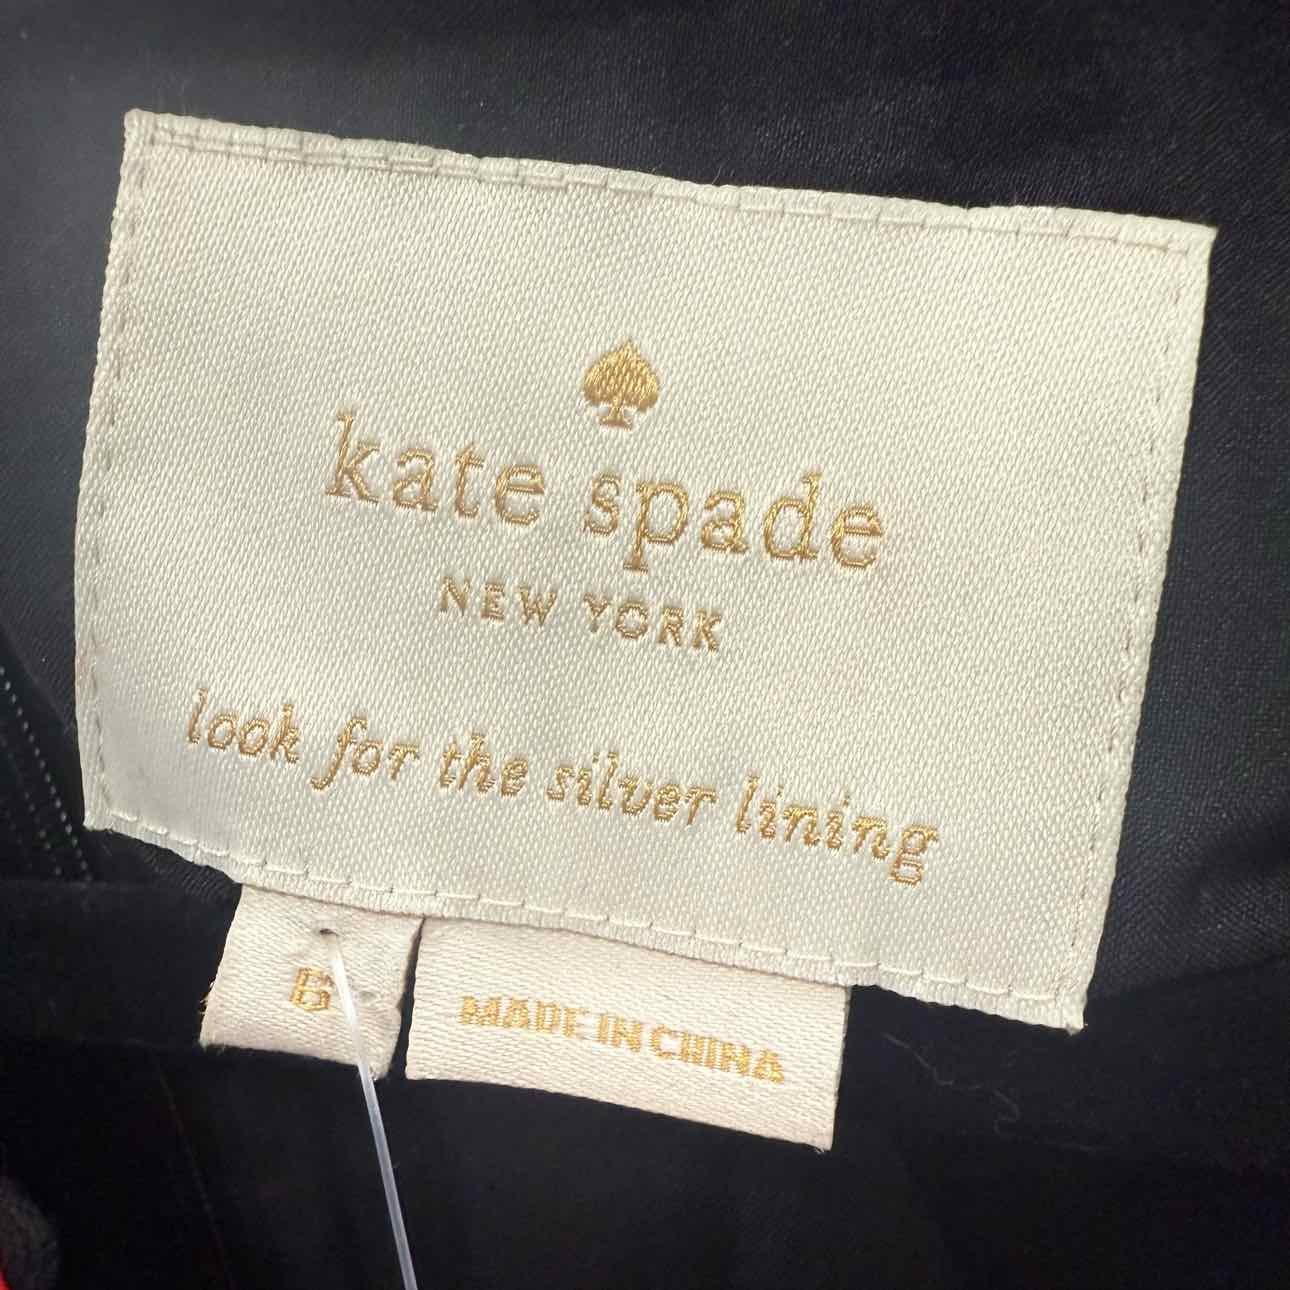 kate spade
NEW YORK
look for the silver lining
6
MADE IN CHINA